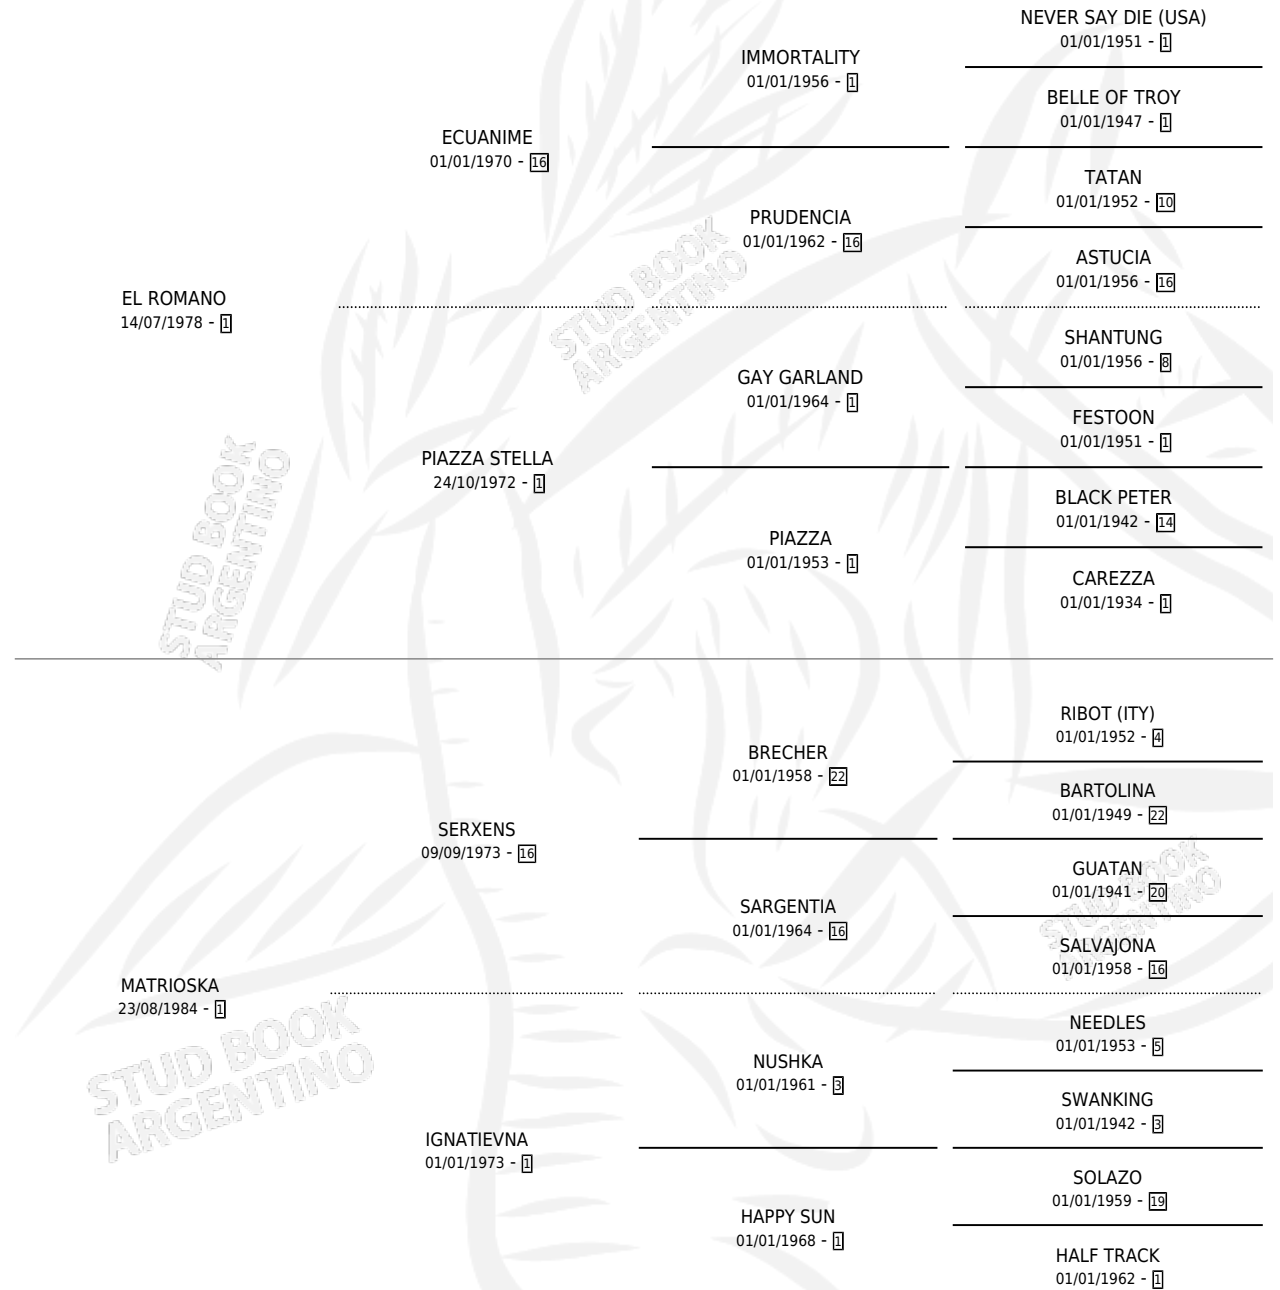 NEVER SAY DIE (USA)
01/01/1951 - 1
IMMORTALITY
01/01/1956 - 1
BELLE OF TROY
01/01/1947 - 1
ECUANIME
01/01/1970 - 16
TATAN
01/01/1952 - 10
PRUDENCIA
01/01/1962 - 16
ASTUCIA
01/01/1956 - 16
EL ROMANO
14/07/1978 - 1
SHANTUNG
01/01/1956 - 8
GAY GARLAND
01/01/1964 - 1
FESTOON
01/01/1951 - 1
PIAZZA STELLA
24/10/1972 - 1
BLACK PETER
01/01/1942 - 14
PIAZZA
01/01/1953 - 1
CAREZZA
01/01/1934 - 1
RIBOT (ITY)
01/01/1952 - 4
BRECHER
01/01/1958 - 22
BARTOLINA
01/01/1949 - 22
SERXENS
09/09/1973 - 16
GUATAN
01/01/1941 - 20
SARGENTIA
01/01/1964 - 16
SALVAJONA
01/01/1958 - 16
MATRIOSKA
23/08/1984 - 1
NEEDLES
01/01/1953 - 5
NUSHKA
01/01/1961 - 3
SWANKING
01/01/1942 - 3
IGNATIEVNA
01/01/1973 - 1
SOLAZO
01/01/1959 - 19
HAPPY SUN
01/01/1968 - 1
HALF TRACK
01/01/1962 - 1
STUD BOOK
ARGENTINO
STUD BOOK
ARGENTINO
STUD BOOK
ARGENTINO
STUD BOOK
ARGENTINO